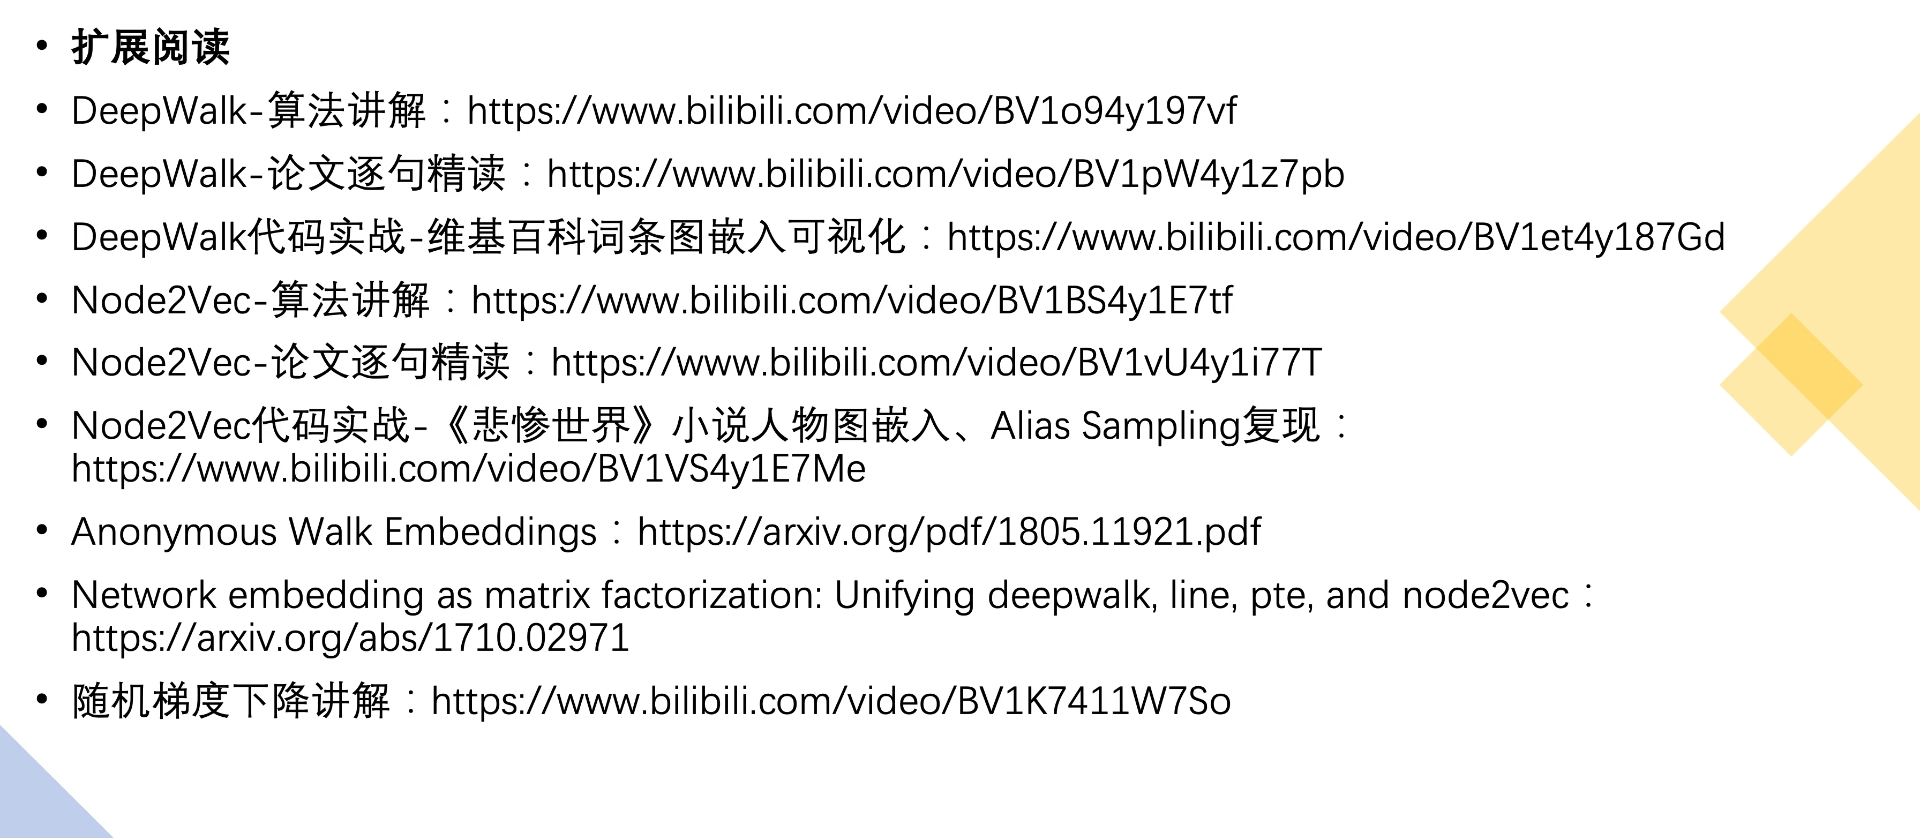 • 扩展阅读
• DeepWalk-算法讲解：https://www.bilibili.com/video/BV1o94y197vf
• DeepWalk-论文逐句精读：https://www.bilibili.com/video/BV1pW4y1z7pb
• DeepWalk代码实战-维基百科词条图嵌入可视化：https://www.bilibili.com/video/BV1et4y187Gd
• Node2Vec-算法讲解：https://www.bilibili.com/video/BV1BS4y1E7tf
• Node2Vec-论文逐句精读：https://www.bilibili.com/video/BV1vU4y1i77T
• Node2Vec代码实战-《悲惨世界》小说人物图嵌入、Alias Sampling复现：
https://www.bilibili.com/video/BV1VS4y1E7Me
• Anonymous Walk Embeddings：https://arxiv.org/pdf/1805.11921.pdf
• Network embedding as matrix factorization: Unifying deepwalk, line, pte, and node2vec：
https://arxiv.org/abs/1710.02971
• 随机梯度下降讲解：https://www.bilibili.com/video/BV1K7411W7So